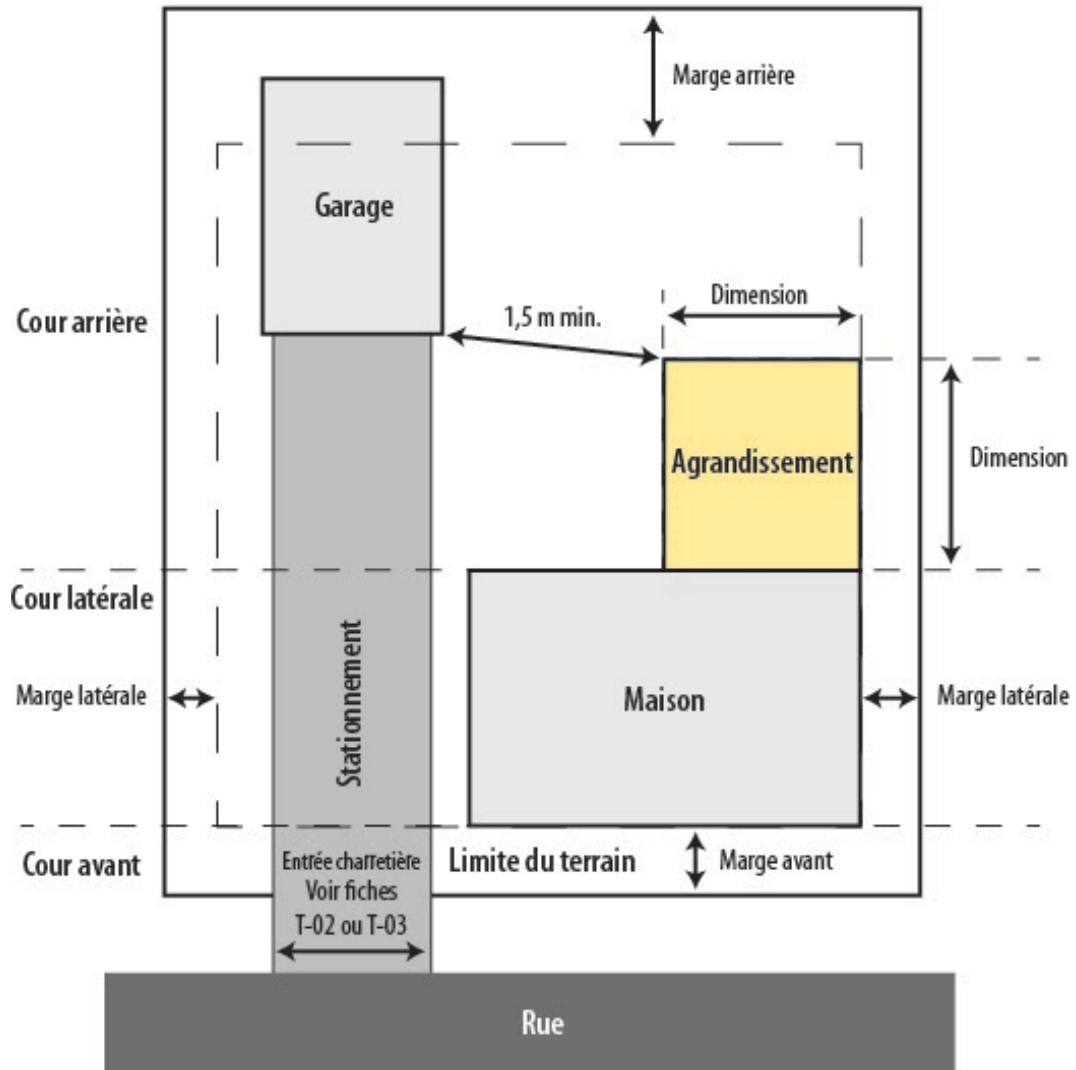 Marge arrière
Garage
Cour arrière
1,5 m min.
Dimension
Agrandissement
Dimension
Cour latérale
Marge latérale
Stationnement
Maison
Marge latérale
Cour avant
Entrée charretière
Voir fiches
T-02 ou T-03
Limite du terrain
Marge avant
Rue